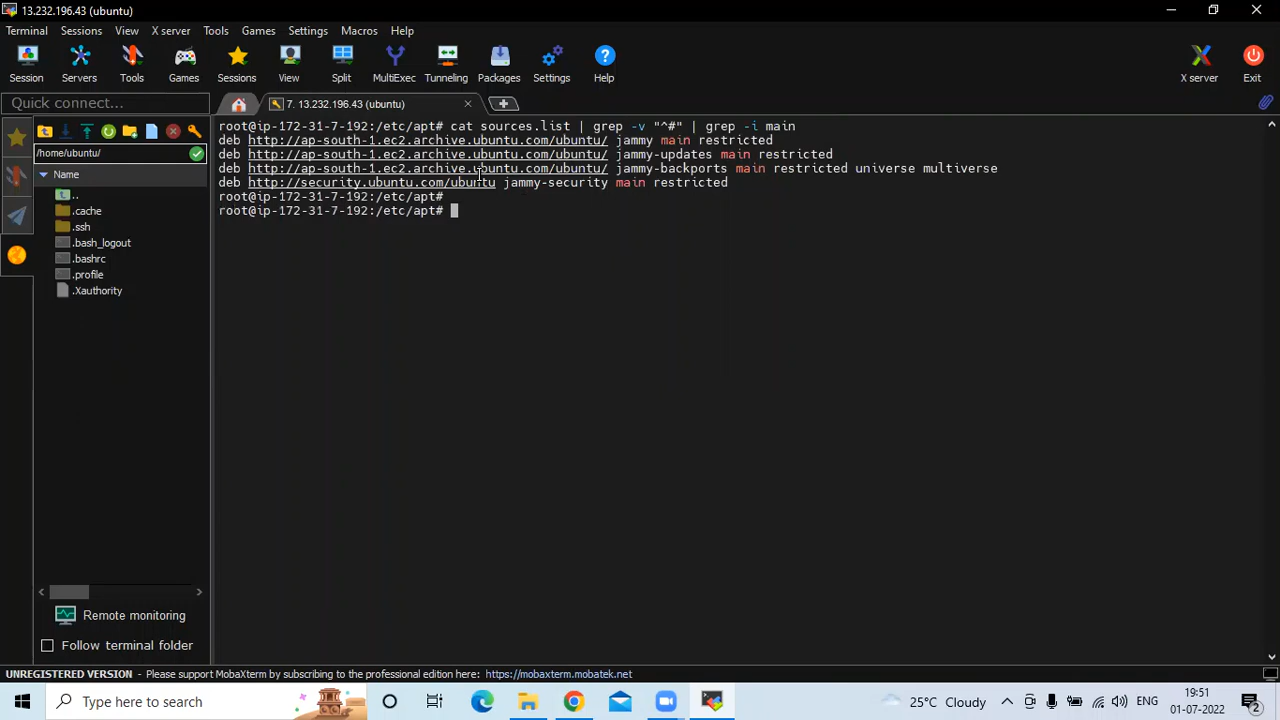 13.232.196.43 (ubuntu)
Terminal Sessions View X server Tools Games Settings Macros Help
Session Servers Tools Games Sessions View Split MultiExec Tunneling Packages Settings Help X server Exit
Quick connect...
7. 13.232.196.43 (ubuntu)
/home/ubuntu/
Name
..
.cache
.ssh
.bash_logout
.bashrc
.profile
.Xauthority
Remote monitoring
Follow terminal folder
root@ip-172-31-7-192:/etc/apt# cat sources.list | grep -v "^#" | grep -i main
deb http://ap-south-1.ec2.archive.ubuntu.com/ubuntu/ jammy main restricted
deb http://ap-south-1.ec2.archive.ubuntu.com/ubuntu/ jammy-updates main restricted
deb http://ap-south-1.ec2.archive.ubuntu.com/ubuntu/ jammy-backports main restricted universe multiverse
deb http://security.ubuntu.com/ubuntu jammy-security main restricted
root@ip-172-31-7-192:/etc/apt#
root@ip-172-31-7-192:/etc/apt#
UNREGISTERED VERSION - Please support MobaXterm by subscribing to the professional edition here: https://mobaxterm.mobatek.net
Type here to search
25°C Cloudy
ENG
19:51
01-07-2022
2